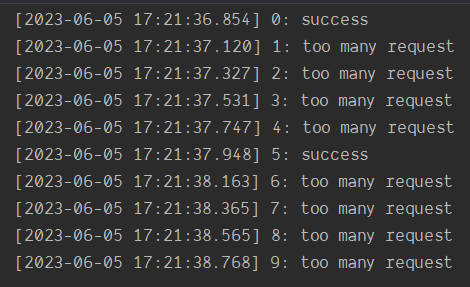 [2023-06-05 17:21:36.854] 0: success
[2023-06-05 17:21:37.120] 1: too many request
[2023-06-05 17:21:37.327] 2: too many request
[2023-06-05 17:21:37.531] 3: too many request
[2023-06-05 17:21:37.747] 4: too many request
[2023-06-05 17:21:37.948] 5: success
[2023-06-05 17:21:38.163] 6: too many request
[2023-06-05 17:21:38.365] 7: too many request
[2023-06-05 17:21:38.565] 8: too many request
[2023-06-05 17:21:38.768] 9: too many request